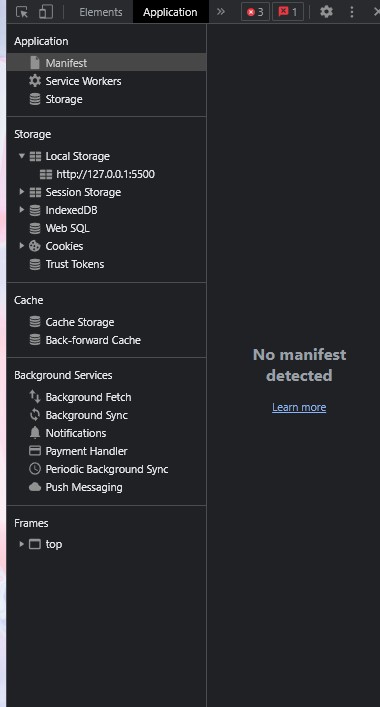 Elements Application » 3 1
Application
Manifest
Service Workers
Storage
Storage
Local Storage
http://127.0.0.1:5500
Session Storage
IndexedDB
Web SQL
Cookies
Trust Tokens
Cache
Cache Storage
Back-forward Cache
Background Services
Background Fetch
Background Sync
Notifications
Payment Handler
Periodic Background Sync
Push Messaging
Frames
top
No manifest
detected
Learn more